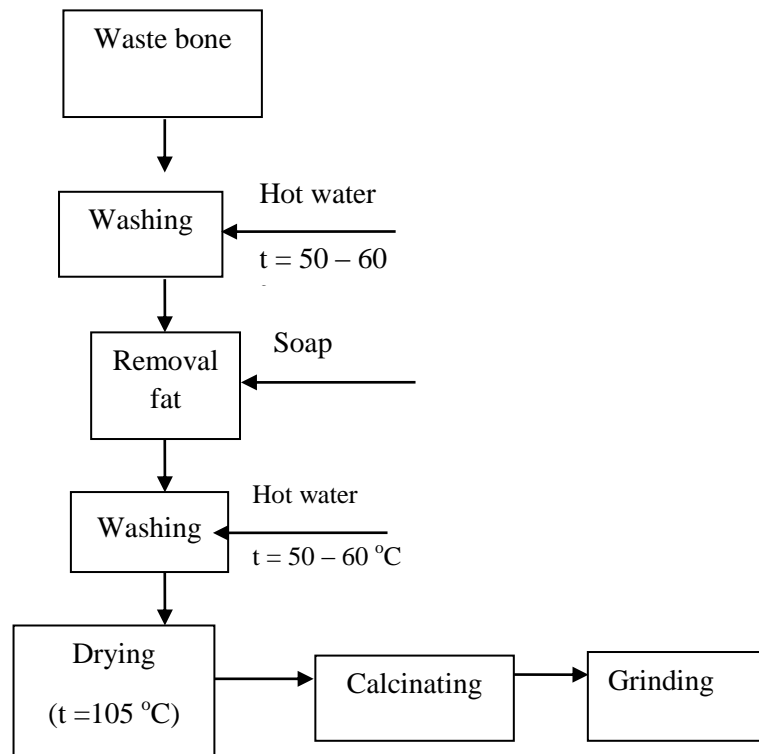 Waste bone
Washing
Hot water
t = 50 – 60
Removal
fat
Soap
Washing
Hot water
t = 50 – 60 °C
Drying
(t =105 °C)
Calcinating
Grinding